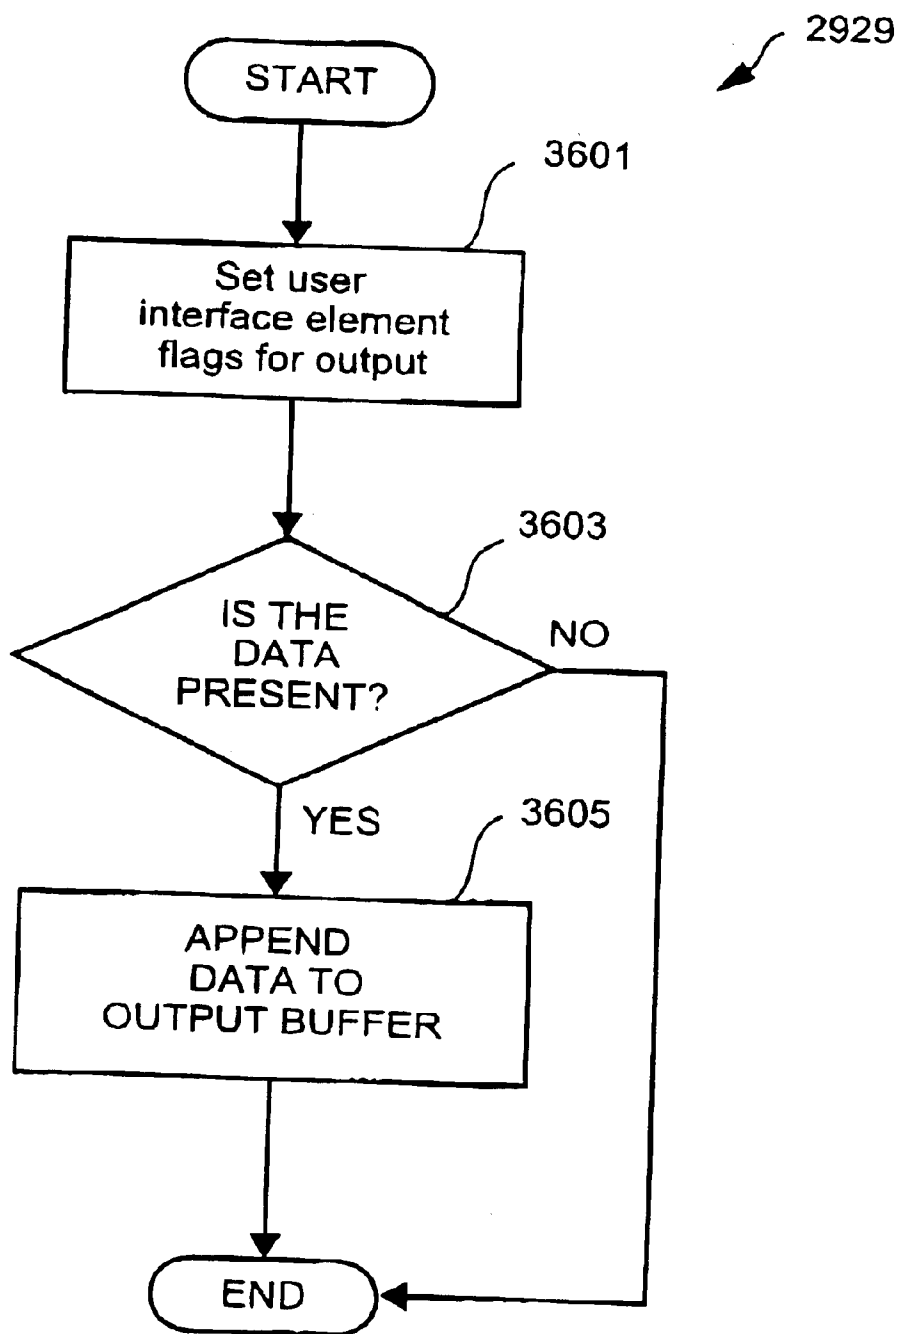 2929
START
3601
Set user
interface element
flags for output
3603
IS THE
DATA
PRESENT?
NO
YES
3605
APPEND
DATA TO
OUTPUT BUFFER
END